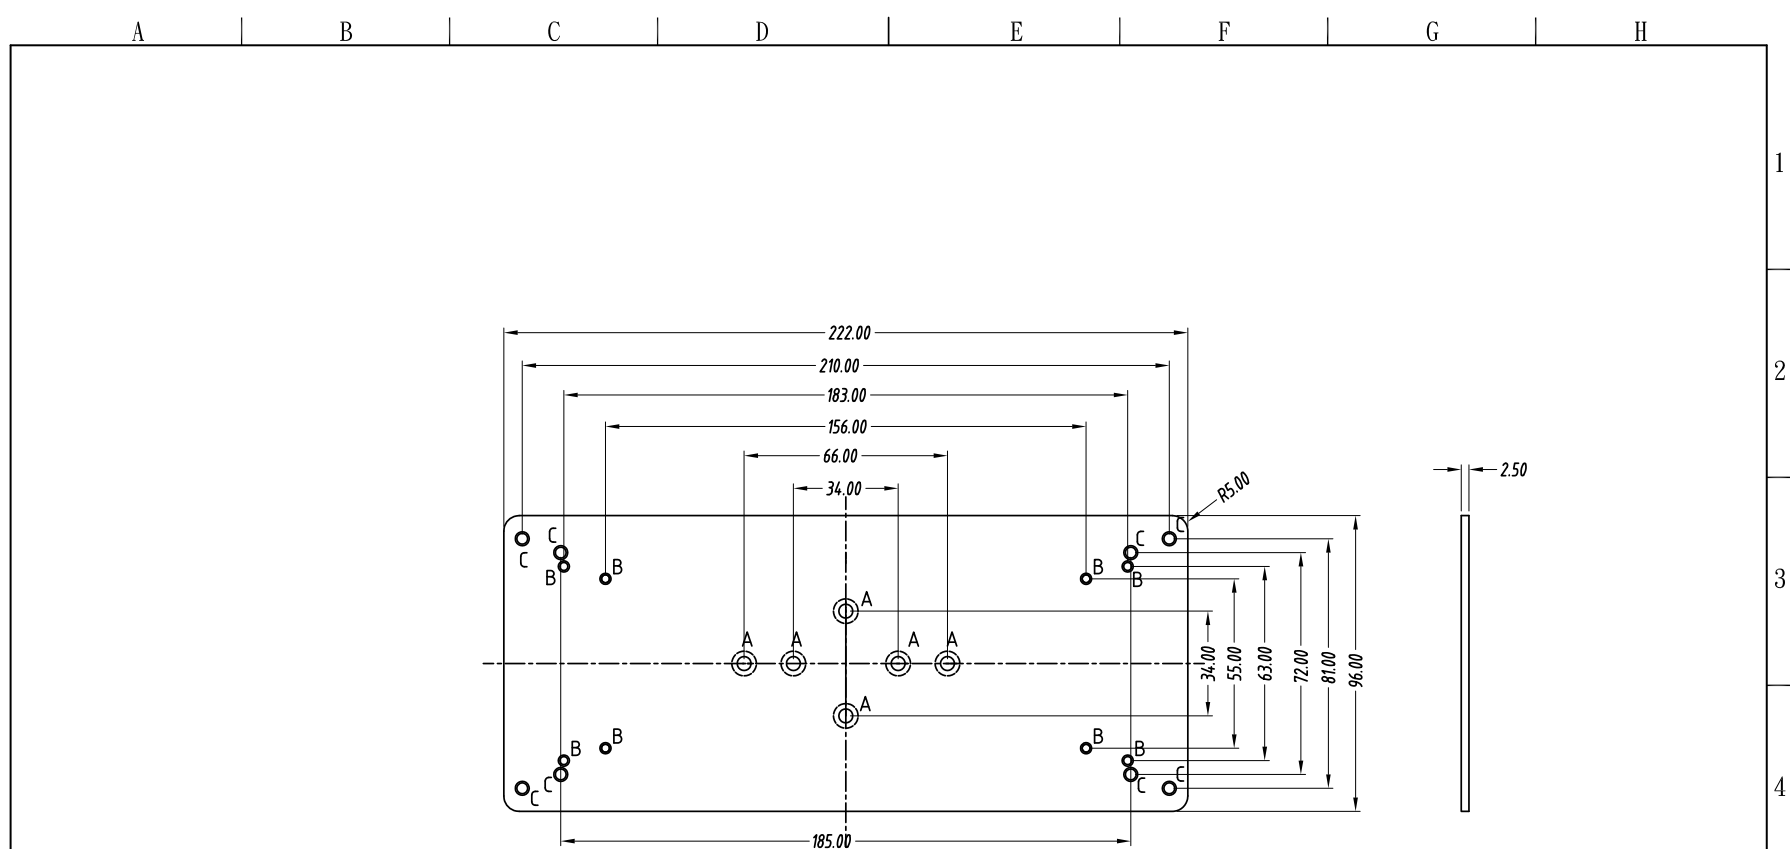 A B C D E F G H
1
222.00
210.00
2
183.00
156.00
66.00
2.50
34.00
R5.00
C
C C C
C
B B B B
3
A A
A A A A
34.00 55.00 63.00 72.00 81.00 96.00
A
B B B B
C C C C
4
185.00